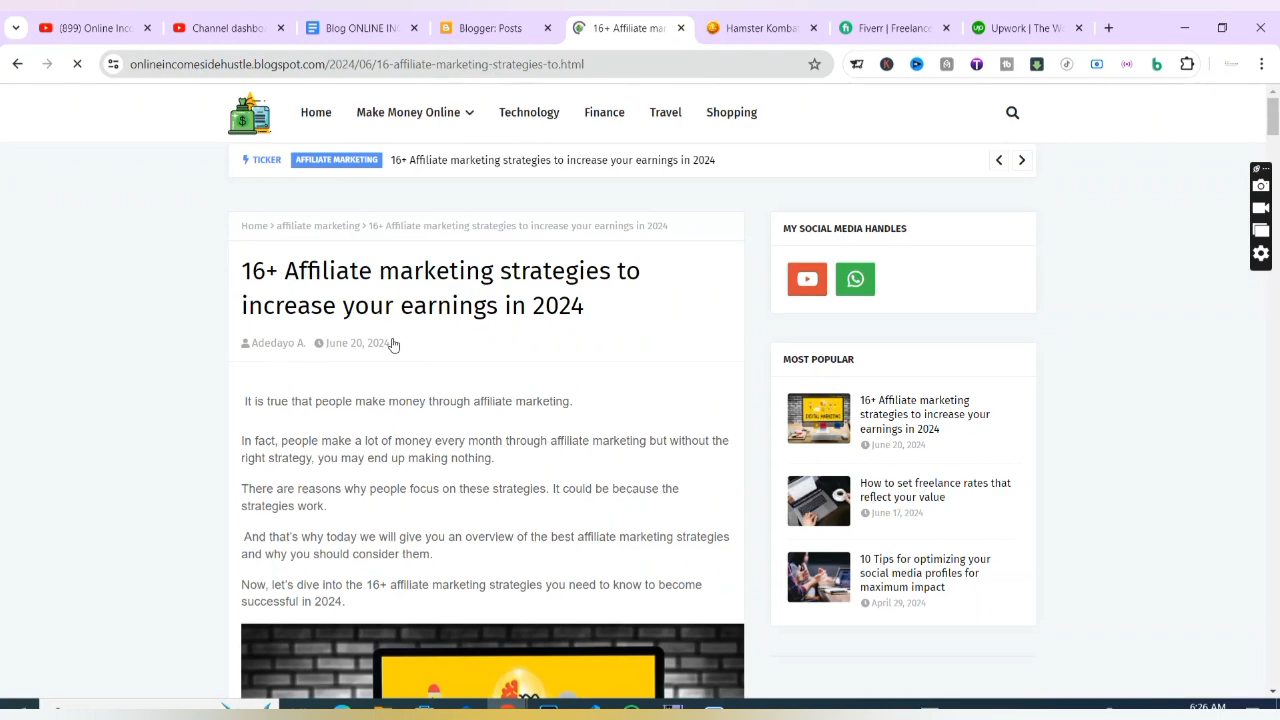 (899) Online Inc
Channel dashbo
Blog ONLINE IN
Blogger: Posts
16+ Affiliate ma
Hamster Komba
Fiverr | Freelanc
Upwork | The W
onlineincomesidehustle.blogspot.com/2024/06/16-affiliate-marketing-strategies-to.html
Home
Make Money Online
Technology
Finance
Travel
Shopping
TICKER
AFFILIATE MARKETING
16+ Affiliate marketing strategies to increase your earnings in 2024
Home > affiliate marketing > 16+ Affiliate marketing strategies to increase your earnings in 2024
16+ Affiliate marketing strategies to
increase your earnings in 2024
Adedayo A.
June 20, 2024
It is true that people make money through affiliate marketing.
In fact, people make a lot of money every month through affiliate marketing but without the
right strategy, you may end up making nothing.
There are reasons why people focus on these strategies. It could be because the
strategies work.
And that's why today we will give you an overview of the best affiliate marketing strategies
and why you should consider them.
Now, let's dive into the 16+ affiliate marketing strategies you need to know to become
successful in 2024.
MY SOCIAL MEDIA HANDLES
MOST POPULAR
16+ Affiliate marketing
strategies to increase your
earnings in 2024
June 20, 2024
How to set freelance rates that
reflect your value
June 17, 2024
10 Tips for optimizing your
social media profiles for
maximum impact
April 29, 2024
6:26 AM